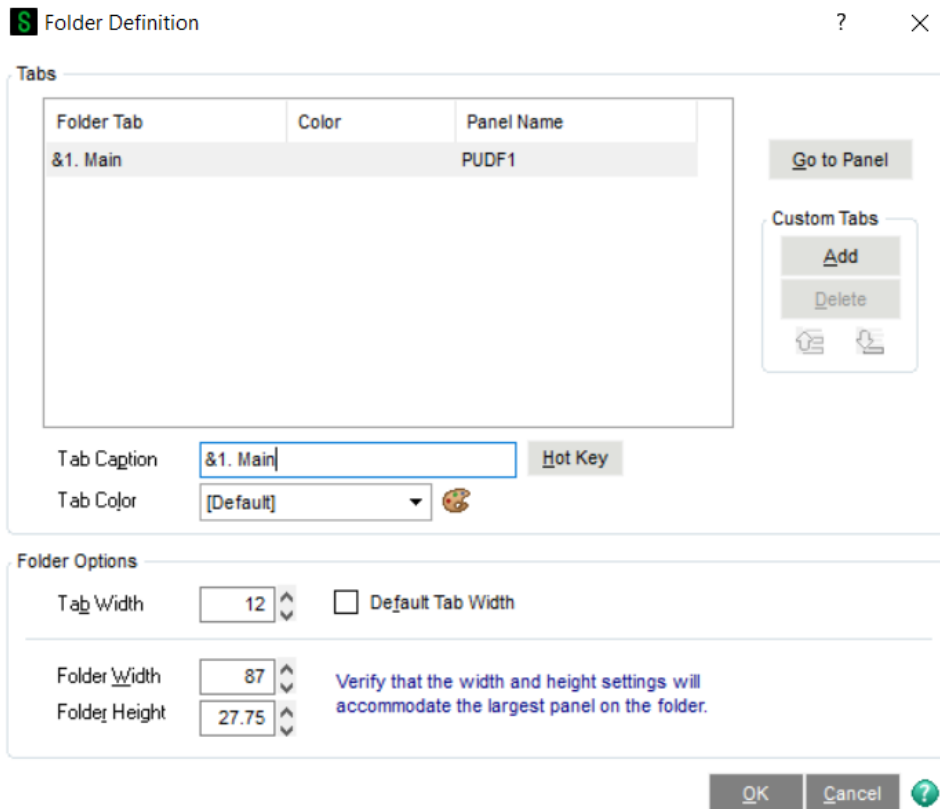 S Folder Definition ? ×
Tabs
Folder Tab Color Panel Name
&1. Main PUDF1
Go to Panel
Custom Tabs
Add
Delete
Tab Caption &1. Main Hot Key
Tab Color [Default]
Folder Options
Tab Width 12 Default Tab Width
Folder Width 87
Verify that the width and height settings will
accommodate the largest panel on the folder.
Folder Height 27.75
OK Cancel ?